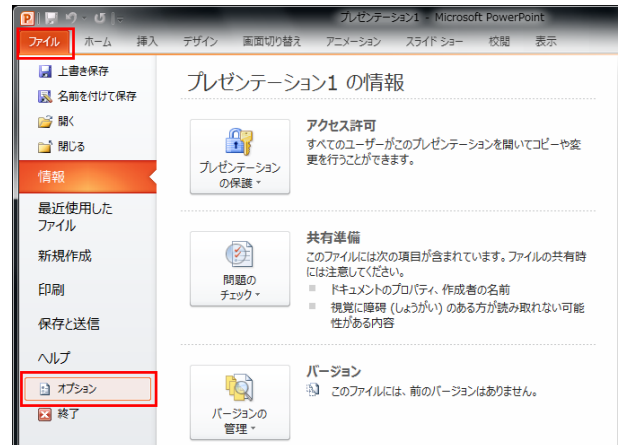 プレゼンテーション1 - Microsoft PowerPoint
ファイル ホーム 挿入 デザイン 画面切り替え アニメーション スライド ショー 校閲 表示
上書き保存
名前を付けて保存
開く
閉じる
情報
最近使用した
ファイル
新規作成
印刷
保存と送信
ヘルプ
オプション
終了
プレゼンテーション1 の情報
プレゼンテーション
の保護
アクセス許可
すべてのユーザーがこのプレゼンテーションを開いてコピーや変
更を行うことができます。
問題の
チェック
共有準備
このファイルには次の項目が含まれています。ファイルの共有時
には注意してください。
ドキュメントのプロパティ、作成者の名前
視覚に障碍 (しょうがい) のある方が読み取れない可能
性がある内容
バージョンの
管理
バージョン
このファイルには、前のバージョンはありません。